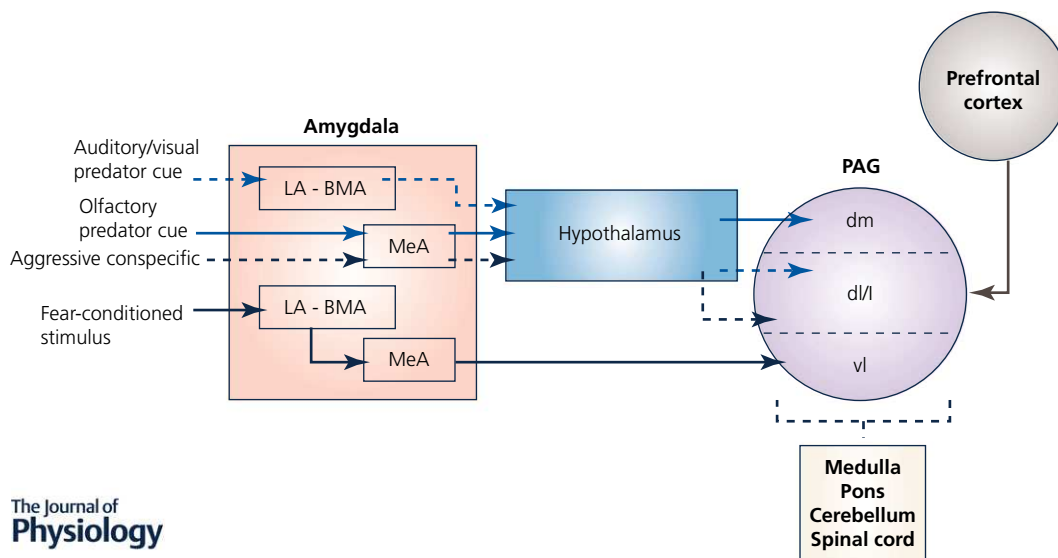 Prefrontal
cortex
Amygdala
PAG
Auditory/visual
predator cue
LA - BMA
Olfactory
predator cue
MeA
Aggressive conspecific
Hypothalamus
dm
dl/l
Fear-conditioned
stimulus
LA - BMA
MeA
vl
Medulla
Pons
Cerebellum
Spinal cord
The Journal of
Physiology